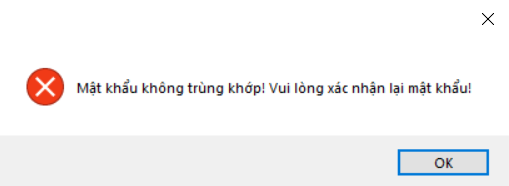 Mật khẩu không trùng khớp! Vui lòng xác nhận lại mật khẩu!
OK